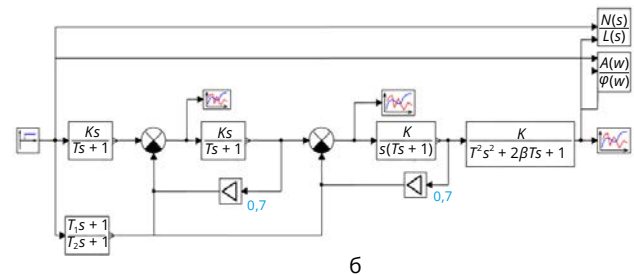 N(s)
L(s)
A(w)
φ(w)
Ks
Ts + 1
Ks
Ts + 1
K
s(Ts + 1)
K
T²s² + 2βTs + 1
0,7
0,7
T₁s + 1
T₂s + 1
б